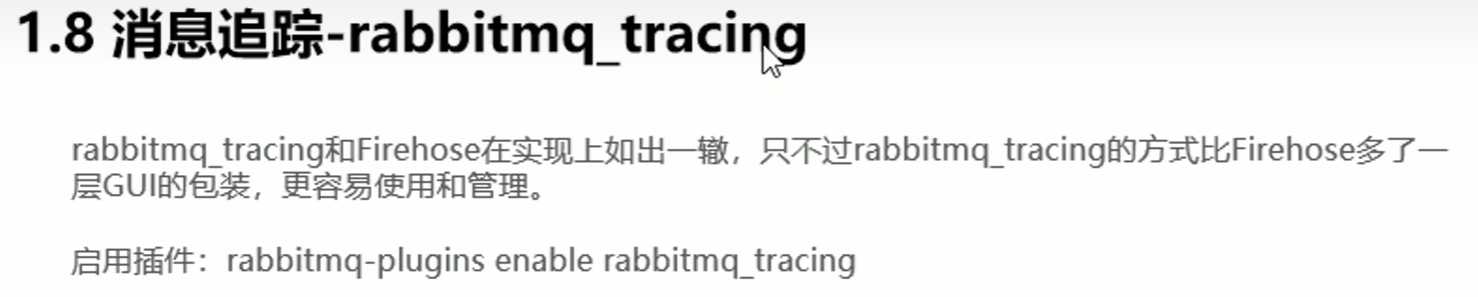 1.8 消息追踪-rabbitmq_tracing
rabbitmq_tracing和Firehose在实现上如出一辙，只不过rabbitmq_tracing的方式比Firehose多了一
层GUI的包装，更容易使用和管理。
启用插件：rabbitmq-plugins enable rabbitmq_tracing